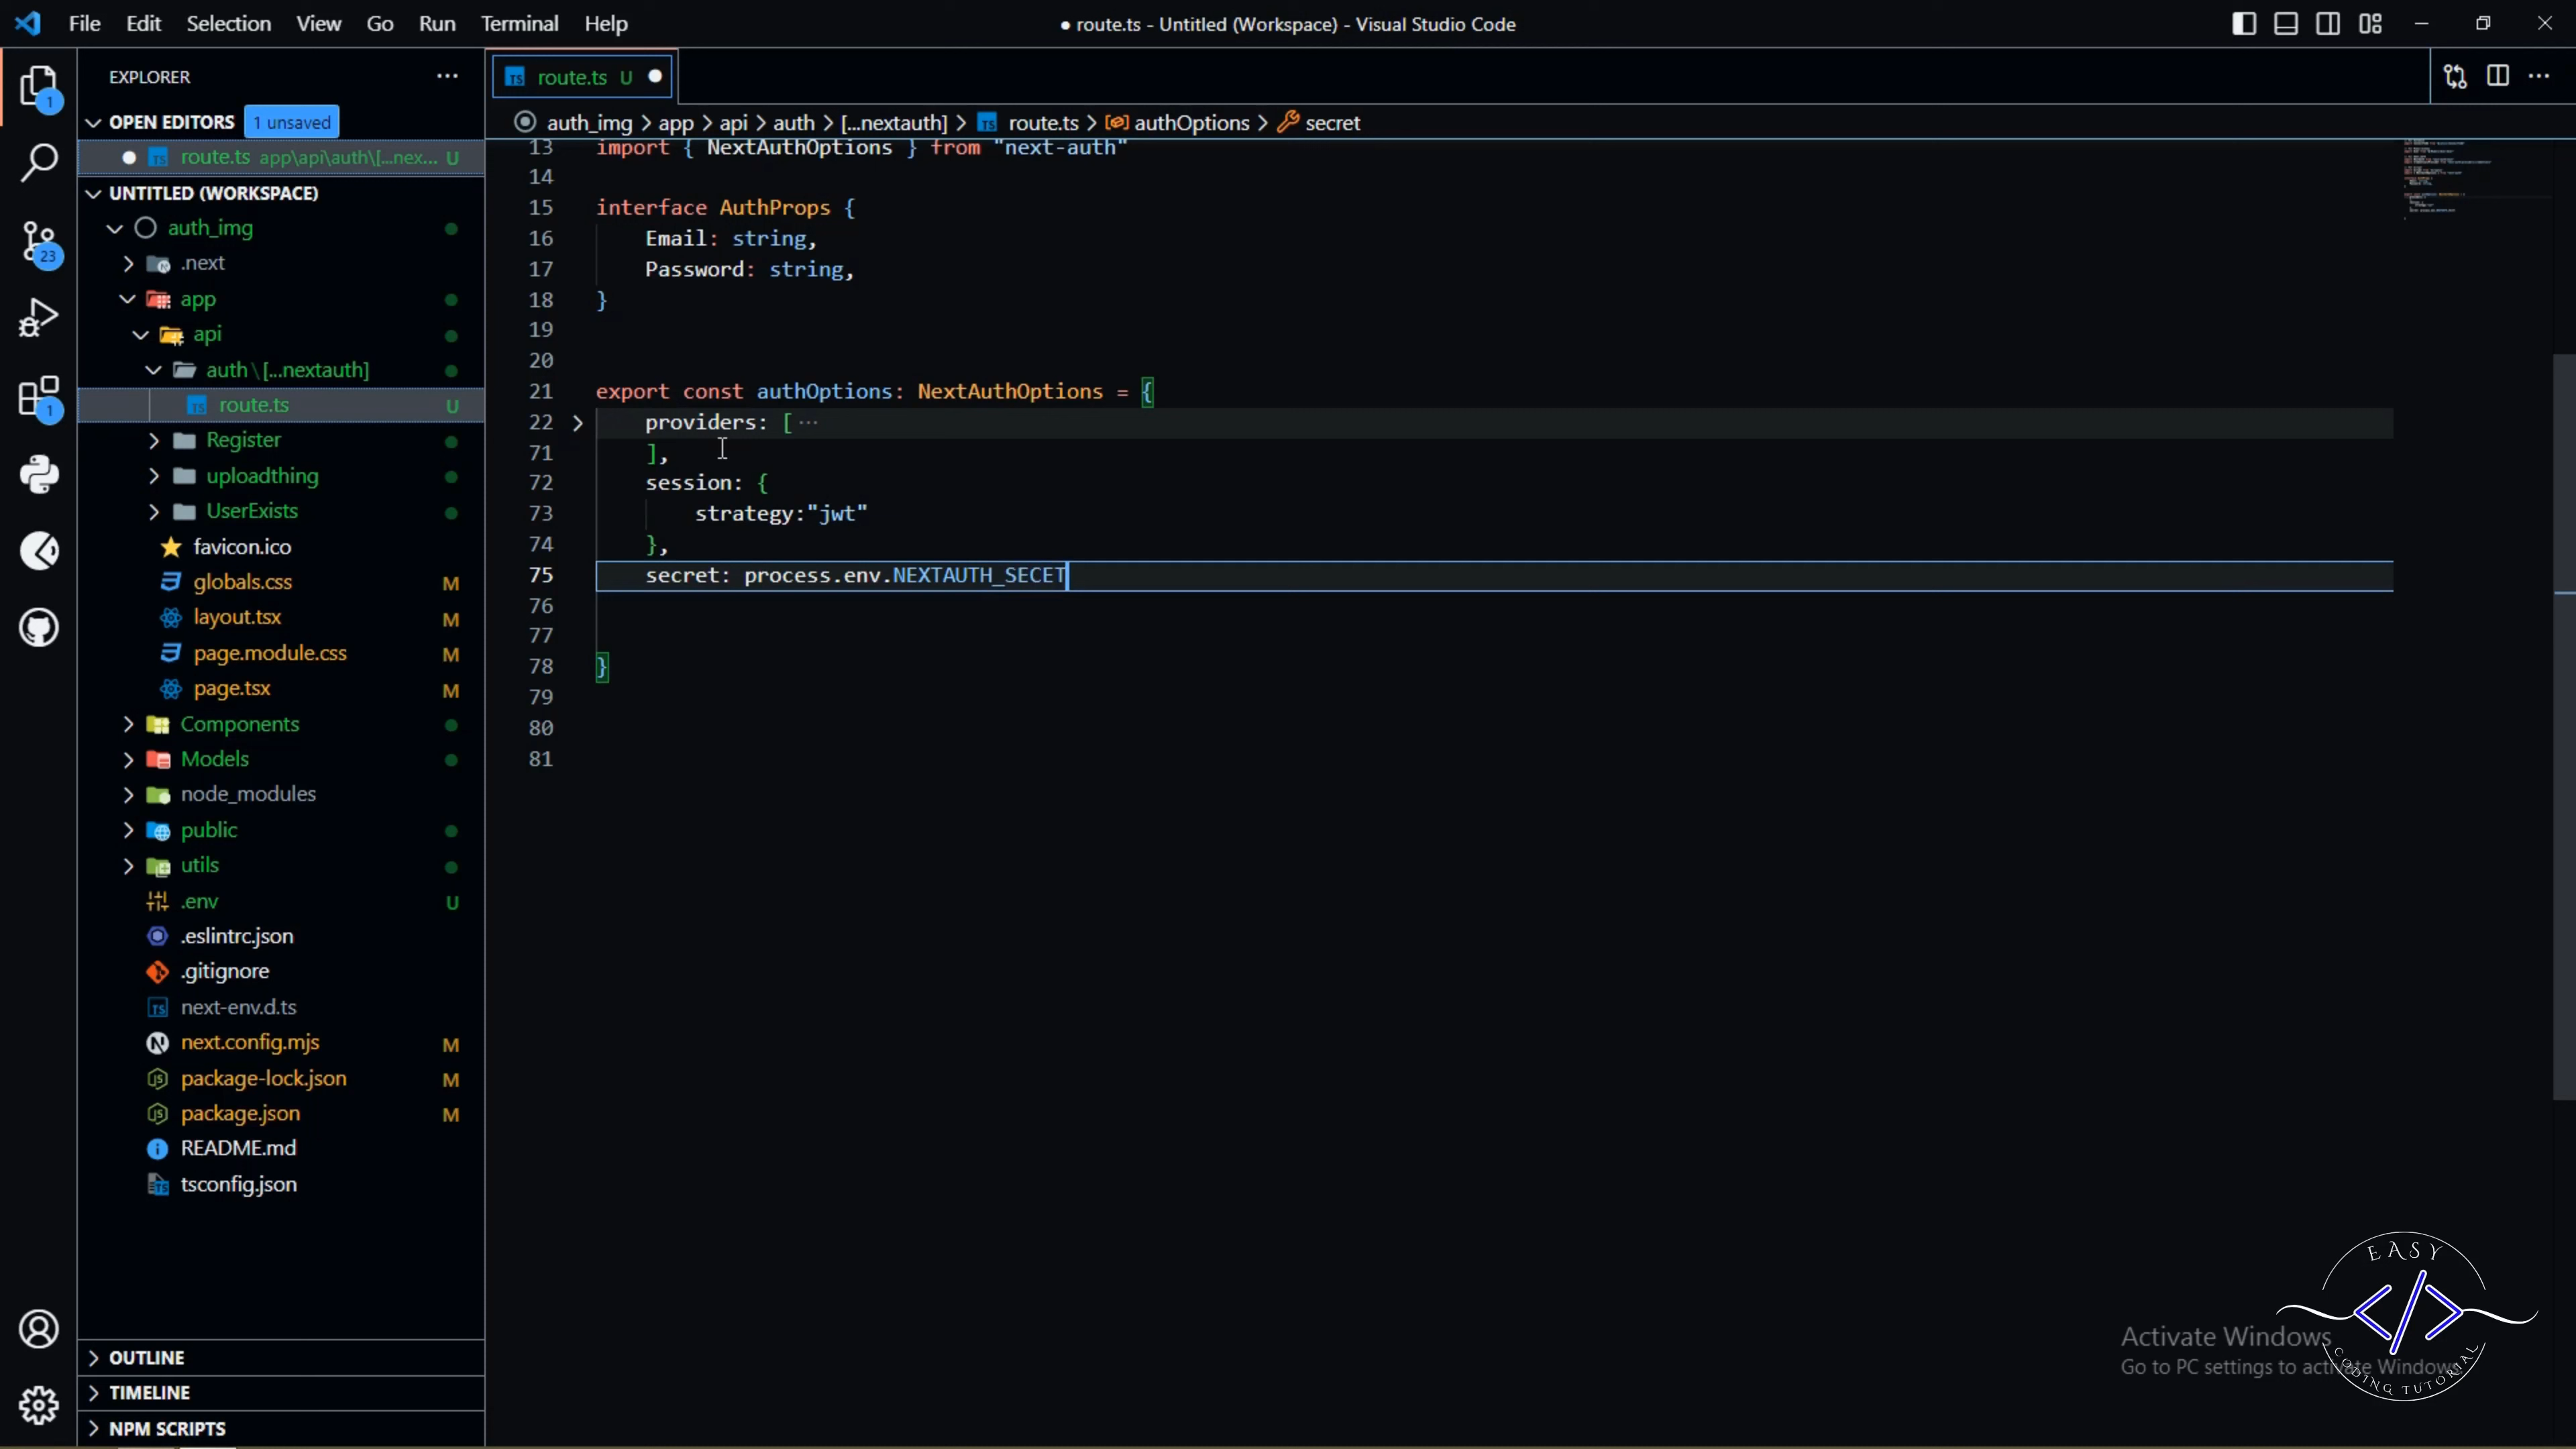 File Edit Selection View Go Run Terminal Help
● route.ts - Untitled (Workspace) - Visual Studio Code
EXPLORER
OPEN EDITORS 1 unsaved
route.ts app\api\auth\[...nex... U
UNTITLED (WORKSPACE)
auth_img
.next
app
api
auth\[...nextauth]
route.ts U
Register
uploadthing
UserExists
favicon.ico
globals.css M
layout.tsx M
page.module.css M
page.tsx M
Components
Models
node_modules
public
utils
.env U
.eslintrc.json
.gitignore
next-env.d.ts
next.config.mjs M
package-lock.json M
package.json M
README.md
tsconfig.json
OUTLINE
TIMELINE
NPM SCRIPTS
1
23
1
route.ts U
auth_img > app > api > auth > [...nextauth] > route.ts > authOptions > secret
13 import { NextAuthOptions } from "next-auth"
14
15 interface AuthProps {
16 Email: string,
17 Password: string,
18 }
19
20
21 export const authOptions: NextAuthOptions = {
22 providers: [ ...
71 ],
72 session: {
73 strategy:"jwt"
74 },
75 secret: process.env.NEXTAUTH_SECET
76
77
78 }
79
80
81
Activate Windows
Go to PC settings to activate Windows.
EASY
CODING TUTORIAL